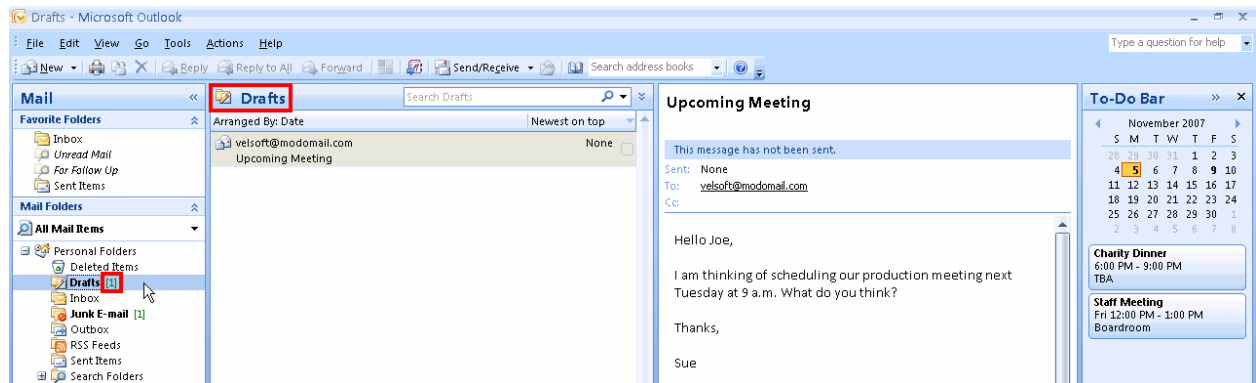 Drafts - Microsoft Outlook
File Edit View Go Tools Actions Help
Type a question for help
New Reply Reply to All Forward Send/Receive Search address books
Mail
Favorite Folders
Inbox
Unread Mail
For Follow Up
Sent Items
Mail Folders
All Mail Items
Personal Folders
Deleted Items
Drafts [1]
Inbox
Junk E-mail [1]
Outbox
RSS Feeds
Sent Items
Search Folders
Drafts
Search Drafts
Arranged By: Date Newest on top
velsoft@modomail.com None
Upcoming Meeting
Upcoming Meeting
This message has not been sent.
Sent: None
To: velsoft@modomail.com
Cc:
Hello Joe,
I am thinking of scheduling our production meeting next
Tuesday at 9 a.m. What do you think?
Thanks,
Sue
To-Do Bar
November 2007
S M T W T F S
28 29 30 31 1 2 3
4 5 6 7 8 9 10
11 12 13 14 15 16 17
18 19 20 21 22 23 24
25 26 27 28 29 30 1
2 3 4 5 6 7 8
Charity Dinner
6:00 PM - 9:00 PM
TBA
Staff Meeting
Fri 12:00 PM - 1:00 PM
Boardroom